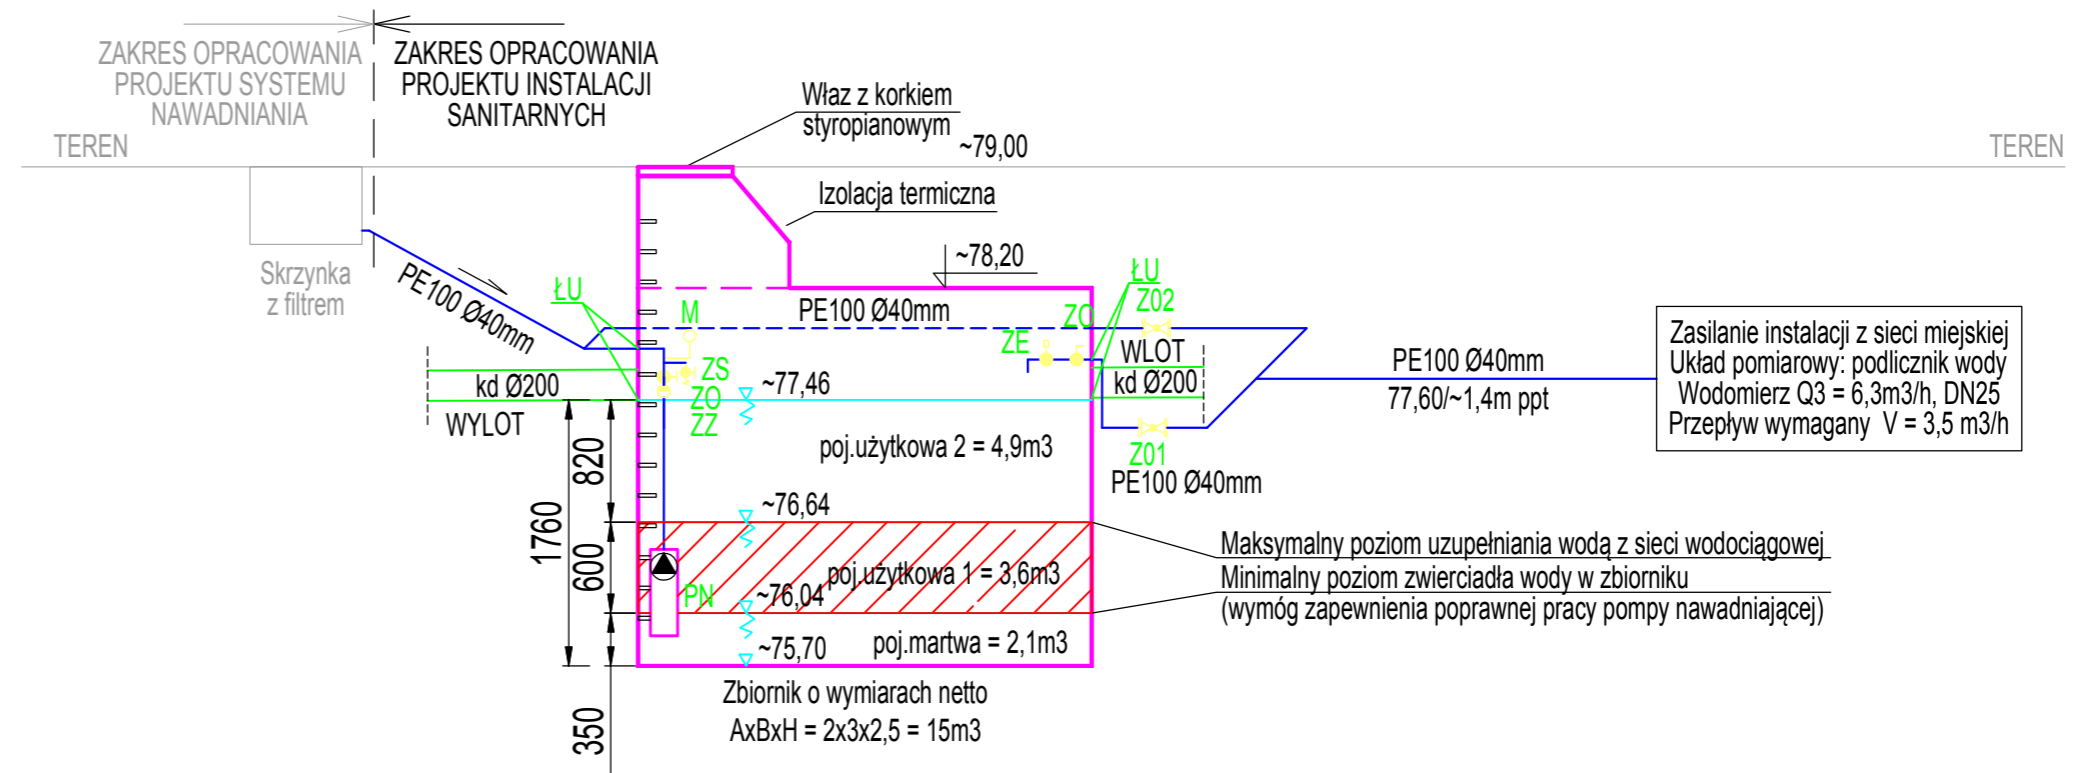 ZAKRES OPRACOWANIA
PROJEKTU SYSTEMU
NAWADNIANIA
ZAKRES OPRACOWANIA
PROJEKTU INSTALACJI
SANITARNYCH
TEREN
TEREN
Właz z korkiem
styropianowym
~79,00
Izolacja termiczna
~78,20
Skrzynka
z filtrem
PE100 Ø40mm
ŁU
M
PE100 Ø40mm
ZO
ZE
ŁU
Z02
WLOT
kd Ø200
kd Ø200
WYLOT
ZS
ZO
ZZ
~77,46
Z01
PE100 Ø40mm
PE100 Ø40mm
77,60/~1,4m ppt
Zasilanie instalacji z sieci miejskiej
Układ pomiarowy: podlicznik wody
Wodomierz Q3 = 6,3m3/h, DN25
Przepływ wymagany V = 3,5 m3/h
poj.użytkowa 2 = 4,9m3
820
1760
600
350
~76,64
poj.użytkowa 1 = 3,6m3
PN
~76,04
~75,70
poj.martwa = 2,1m3
Maksymalny poziom uzupełniania wodą z sieci wodociągowej
Minimalny poziom zwierciadła wody w zbiorniku
(wymóg zapewnienia poprawnej pracy pompy nawadniającej)
Zbiornik o wymiarach netto
AxBxH = 2x3x2,5 = 15m3